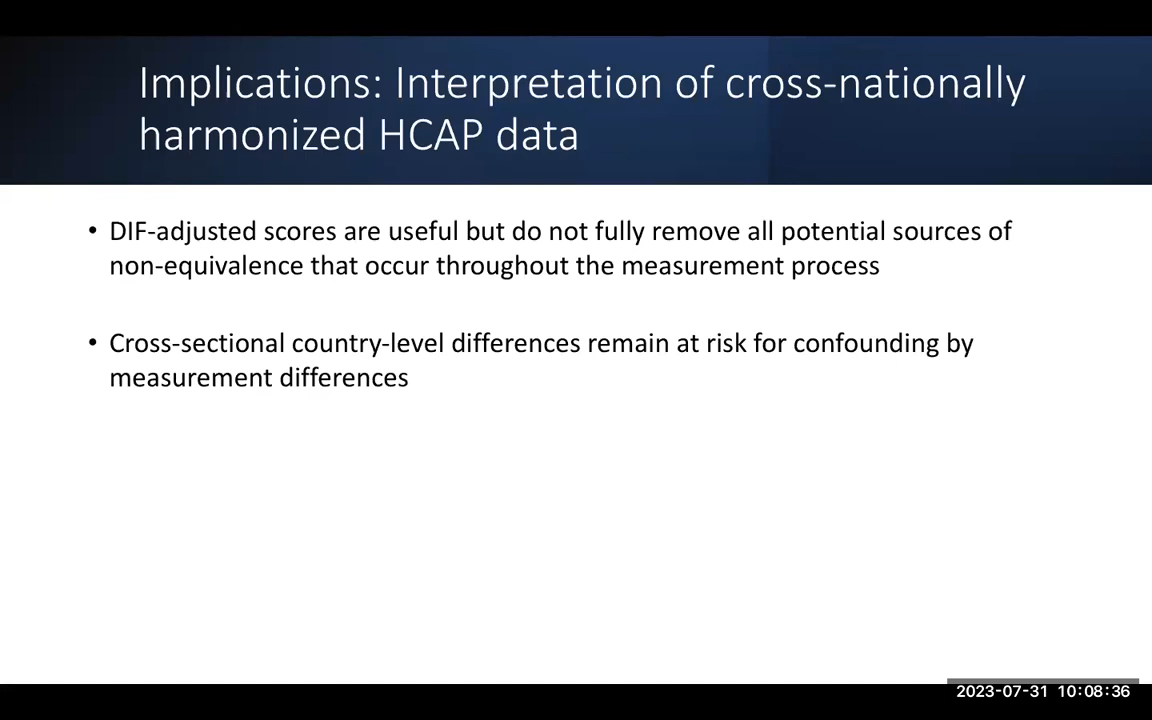 Implications: Interpretation of cross-nationally
harmonized HCAP data
• DIF-adjusted scores are useful but do not fully remove all potential sources of
non-equivalence that occur throughout the measurement process
• Cross-sectional country-level differences remain at risk for confounding by
measurement differences
2023-07-31 10:08:36